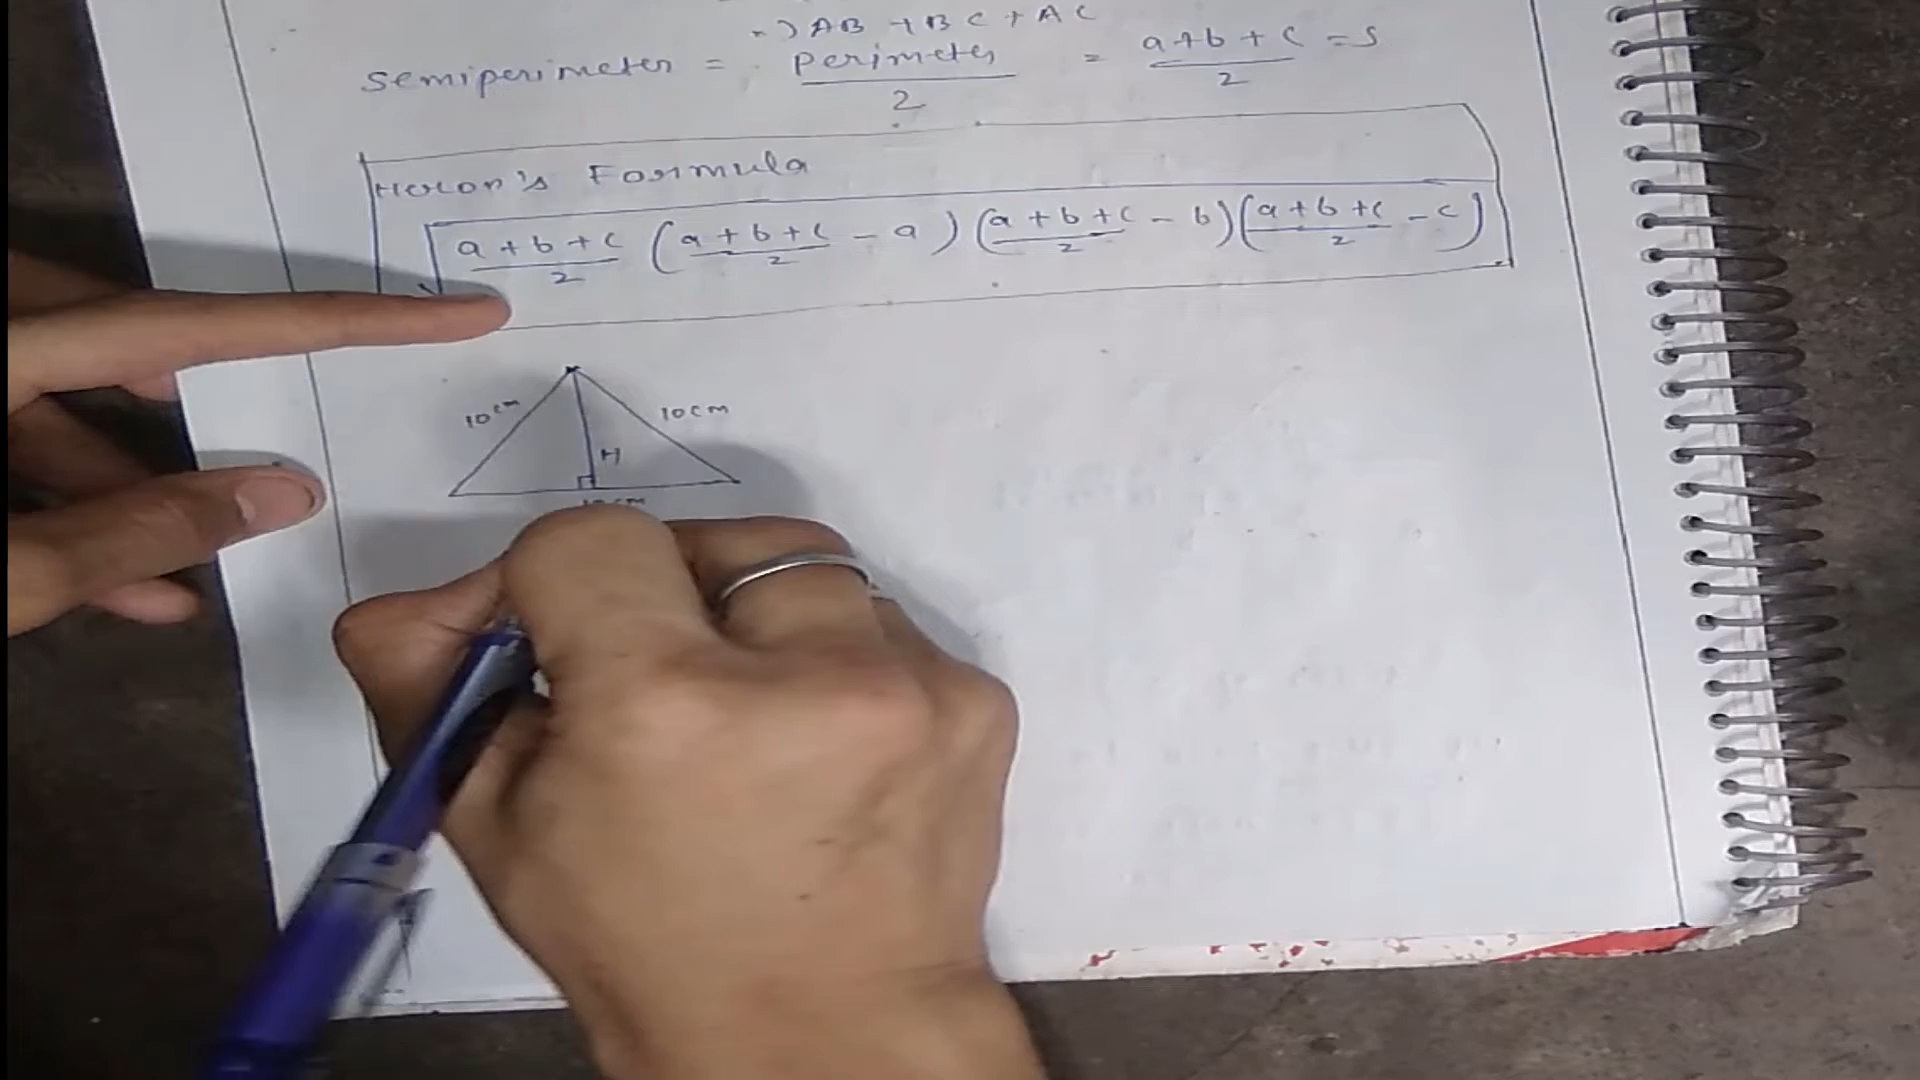 =) AB + BC + AC
Semiperimeter = perimeter / 2 = a+b+c / 2 = s
Heron's Formula
√ a+b+c / 2 (a+b+c / 2 - a) (a+b+c / 2 - b) (a+b+c / 2 - c)
10cm
10cm
H